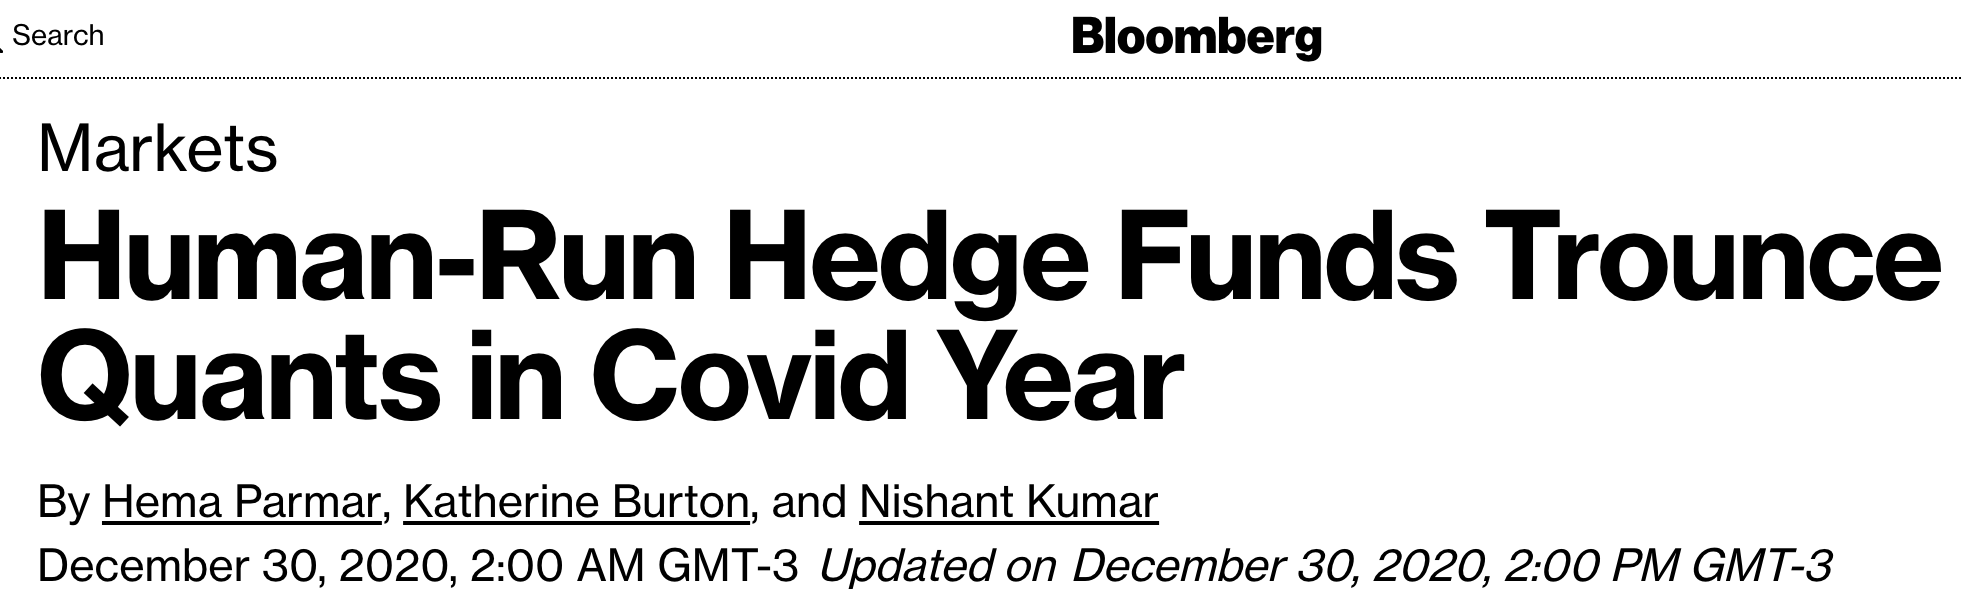 Search
Bloomberg
Markets
Human-Run Hedge Funds Trounce
Quants in Covid Year
By Hema Parmar, Katherine Burton, and Nishant Kumar
December 30, 2020, 2:00 AM GMT-3 Updated on December 30, 2020, 2:00 PM GMT-3